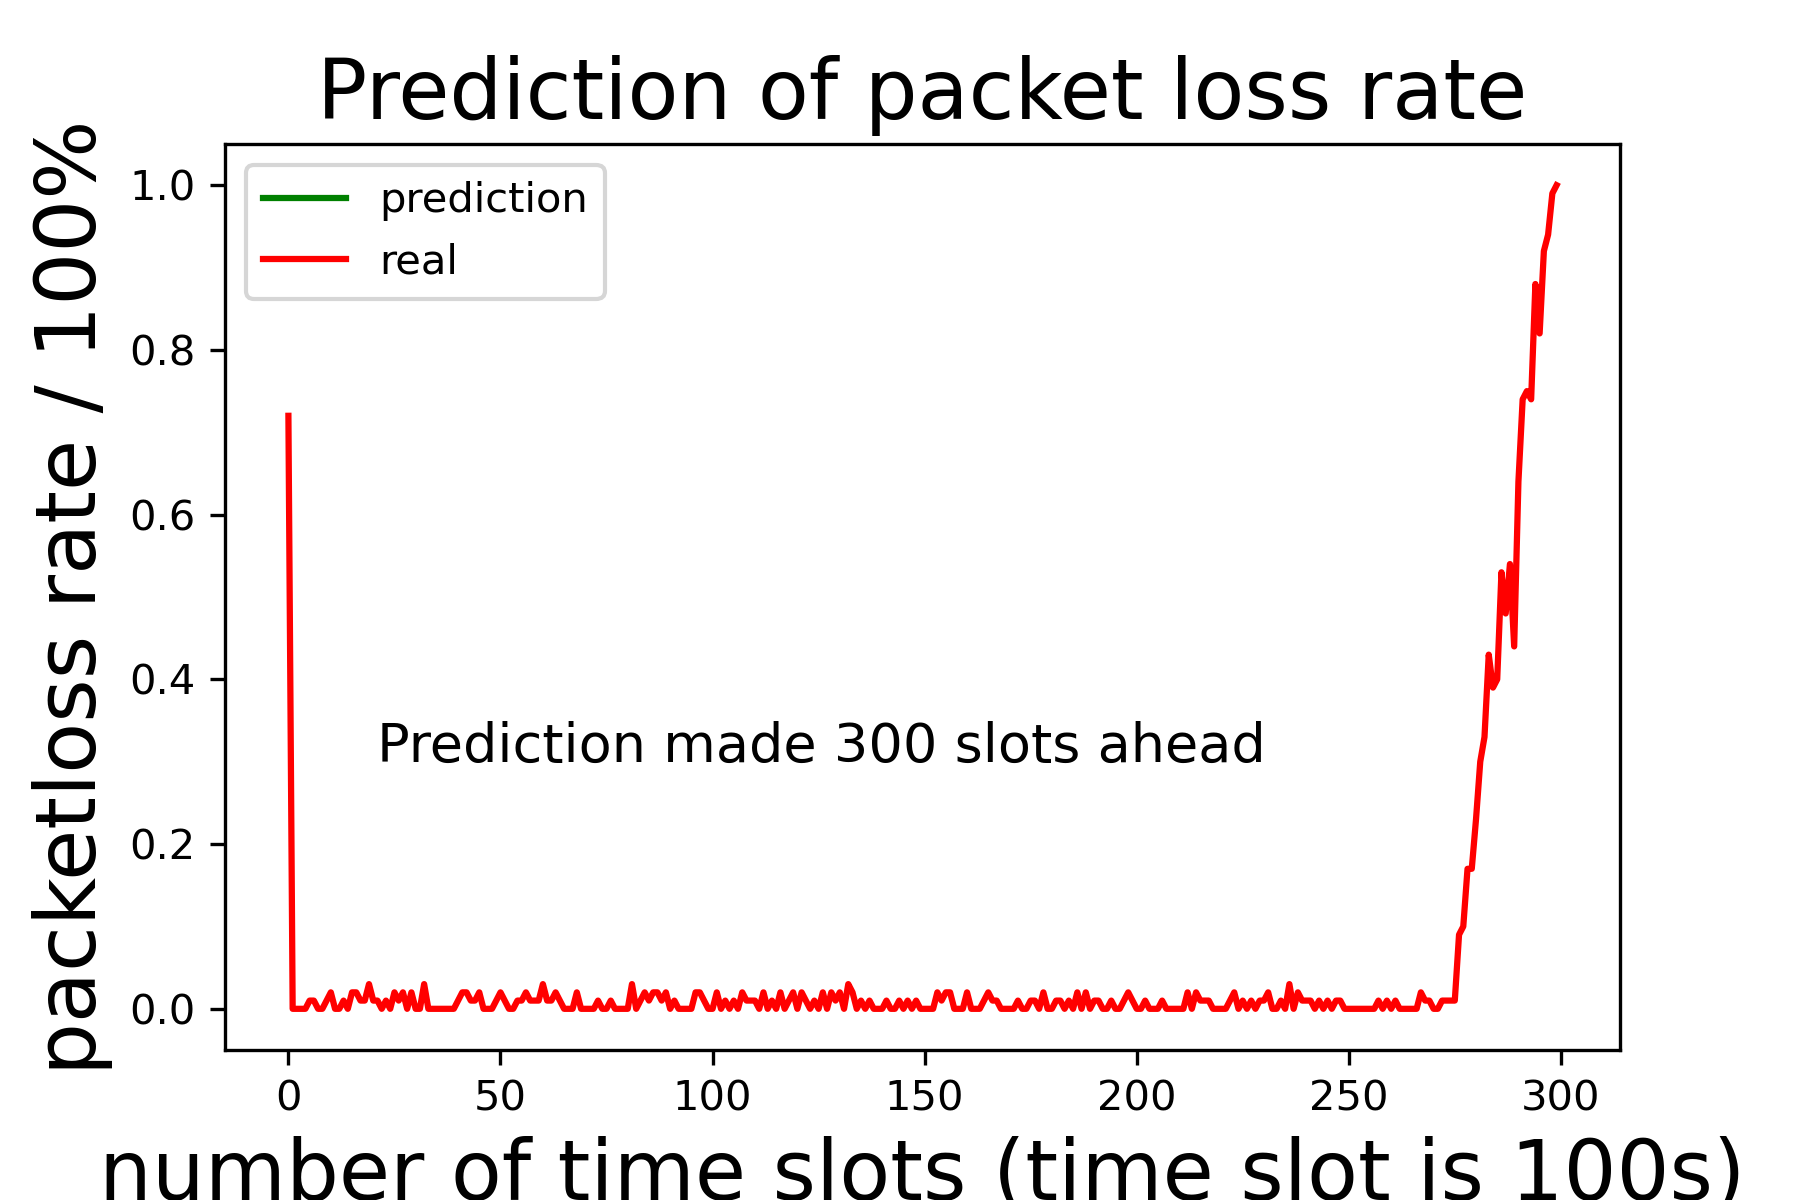 Prediction of packet loss rate
packetloss rate / 100%
1.0
0.8
0.6
0.4
0.2
0.0
prediction
real
Prediction made 300 slots ahead
0 50 100 150 200 250 300
number of time slots (time slot is 100s)